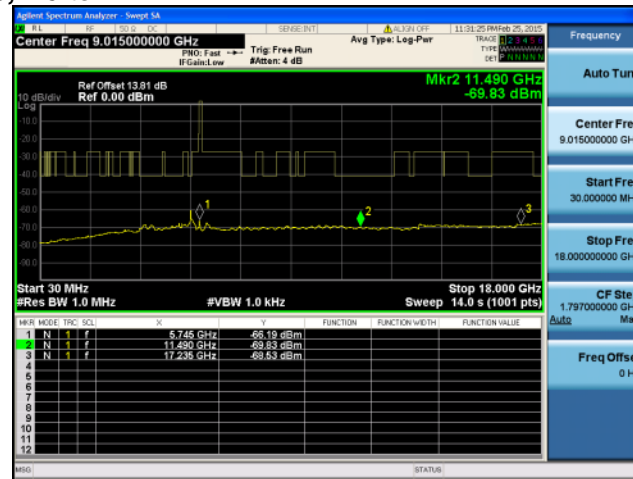 Agilent Spectrum Analyzer - Swept SA
RL RF 50 Ω DC SENSE:INT ALIGN OFF 11:31:25 PM Feb 25, 2015
Center Freq 9.015000000 GHz
PNO: Fast
IFGain:Low
Trig: Free Run
#Atten: 4 dB
Avg Type: Log-Pwr
TRACE 1 2 3 4 5 6
TYPE
DET P N N N N N
Frequency
Auto Tun
Mkr2 11.490 GHz
-69.83 dBm
Ref Offset 13.81 dB
10 dB/div Ref 0.00 dBm
Log
-10.0
-20.0
-30.0
-40.0
-50.0
-60.0
-70.0
-80.0
-90.0
1
2
3
Center Fre
9.015000000 GH
Start Fre
30.000000 MH
Stop Fre
18.000000000 GH
CF Ste
1.797000000 GH
Auto Ma
Freq Offse
0 H
Start 30 MHz Stop 18.000 GHz
#Res BW 1.0 MHz #VBW 1.0 kHz Sweep 14.0 s (1001 pts)
MKR MODE TRC SCL X Y FUNCTION FUNCTION WIDTH FUNCTION VALUE
1 N 1 f 5.745 GHz -66.19 dBm
2 N 1 f 11.490 GHz -69.83 dBm
3 N 1 f 17.235 GHz -68.53 dBm
4
5
6
7
8
9
10
11
12
MSG STATUS